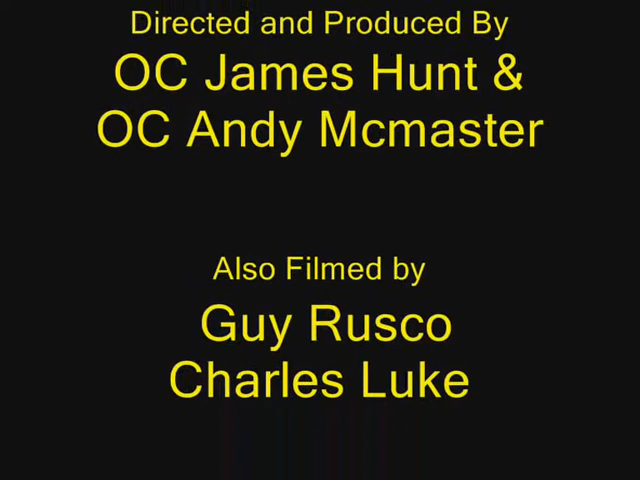 Directed and Produced By
OC James Hunt &
OC Andy Mcmaster
Also Filmed by
Guy Rusco
Charles Luke